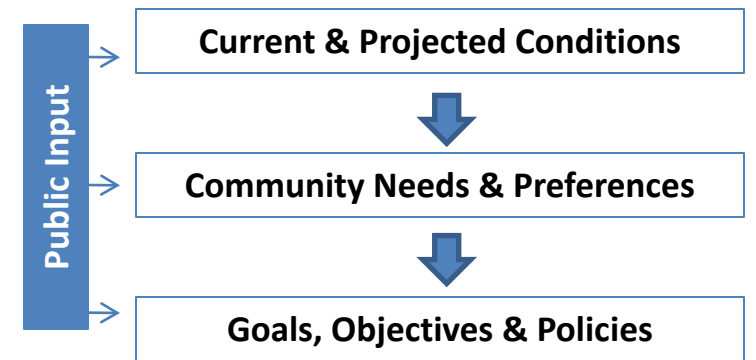 Public Input
Current & Projected Conditions
Community Needs & Preferences
Goals, Objectives & Policies